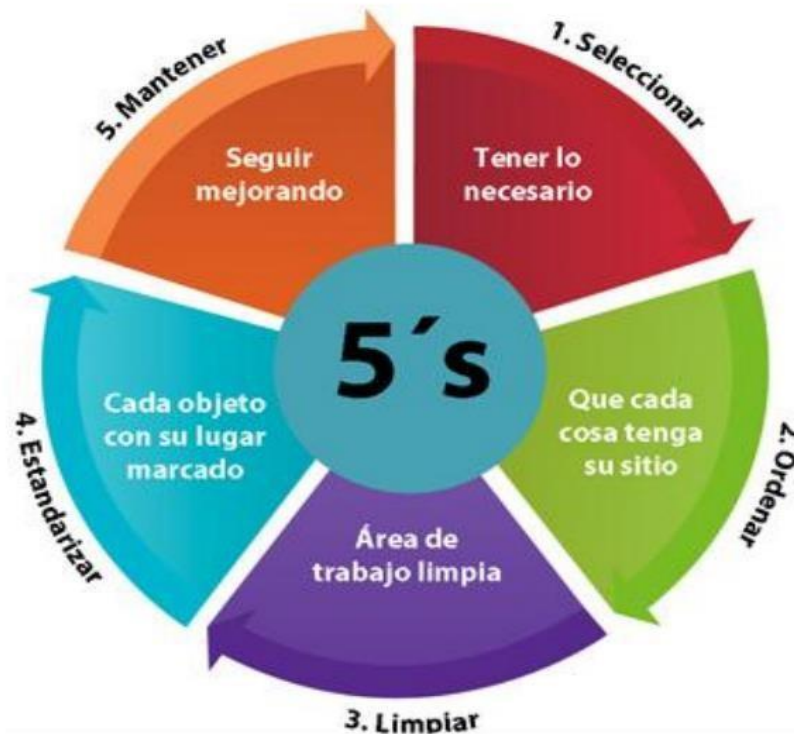 1. Seleccionar
Tener lo
necesario
2. Ordenar
Que cada
cosa tenga
su sitio
3. Limpiar
Área de
trabajo limpia
4. Estandarizar
Cada objeto
con su lugar
marcado
5. Mantener
Seguir
mejorando
5´s